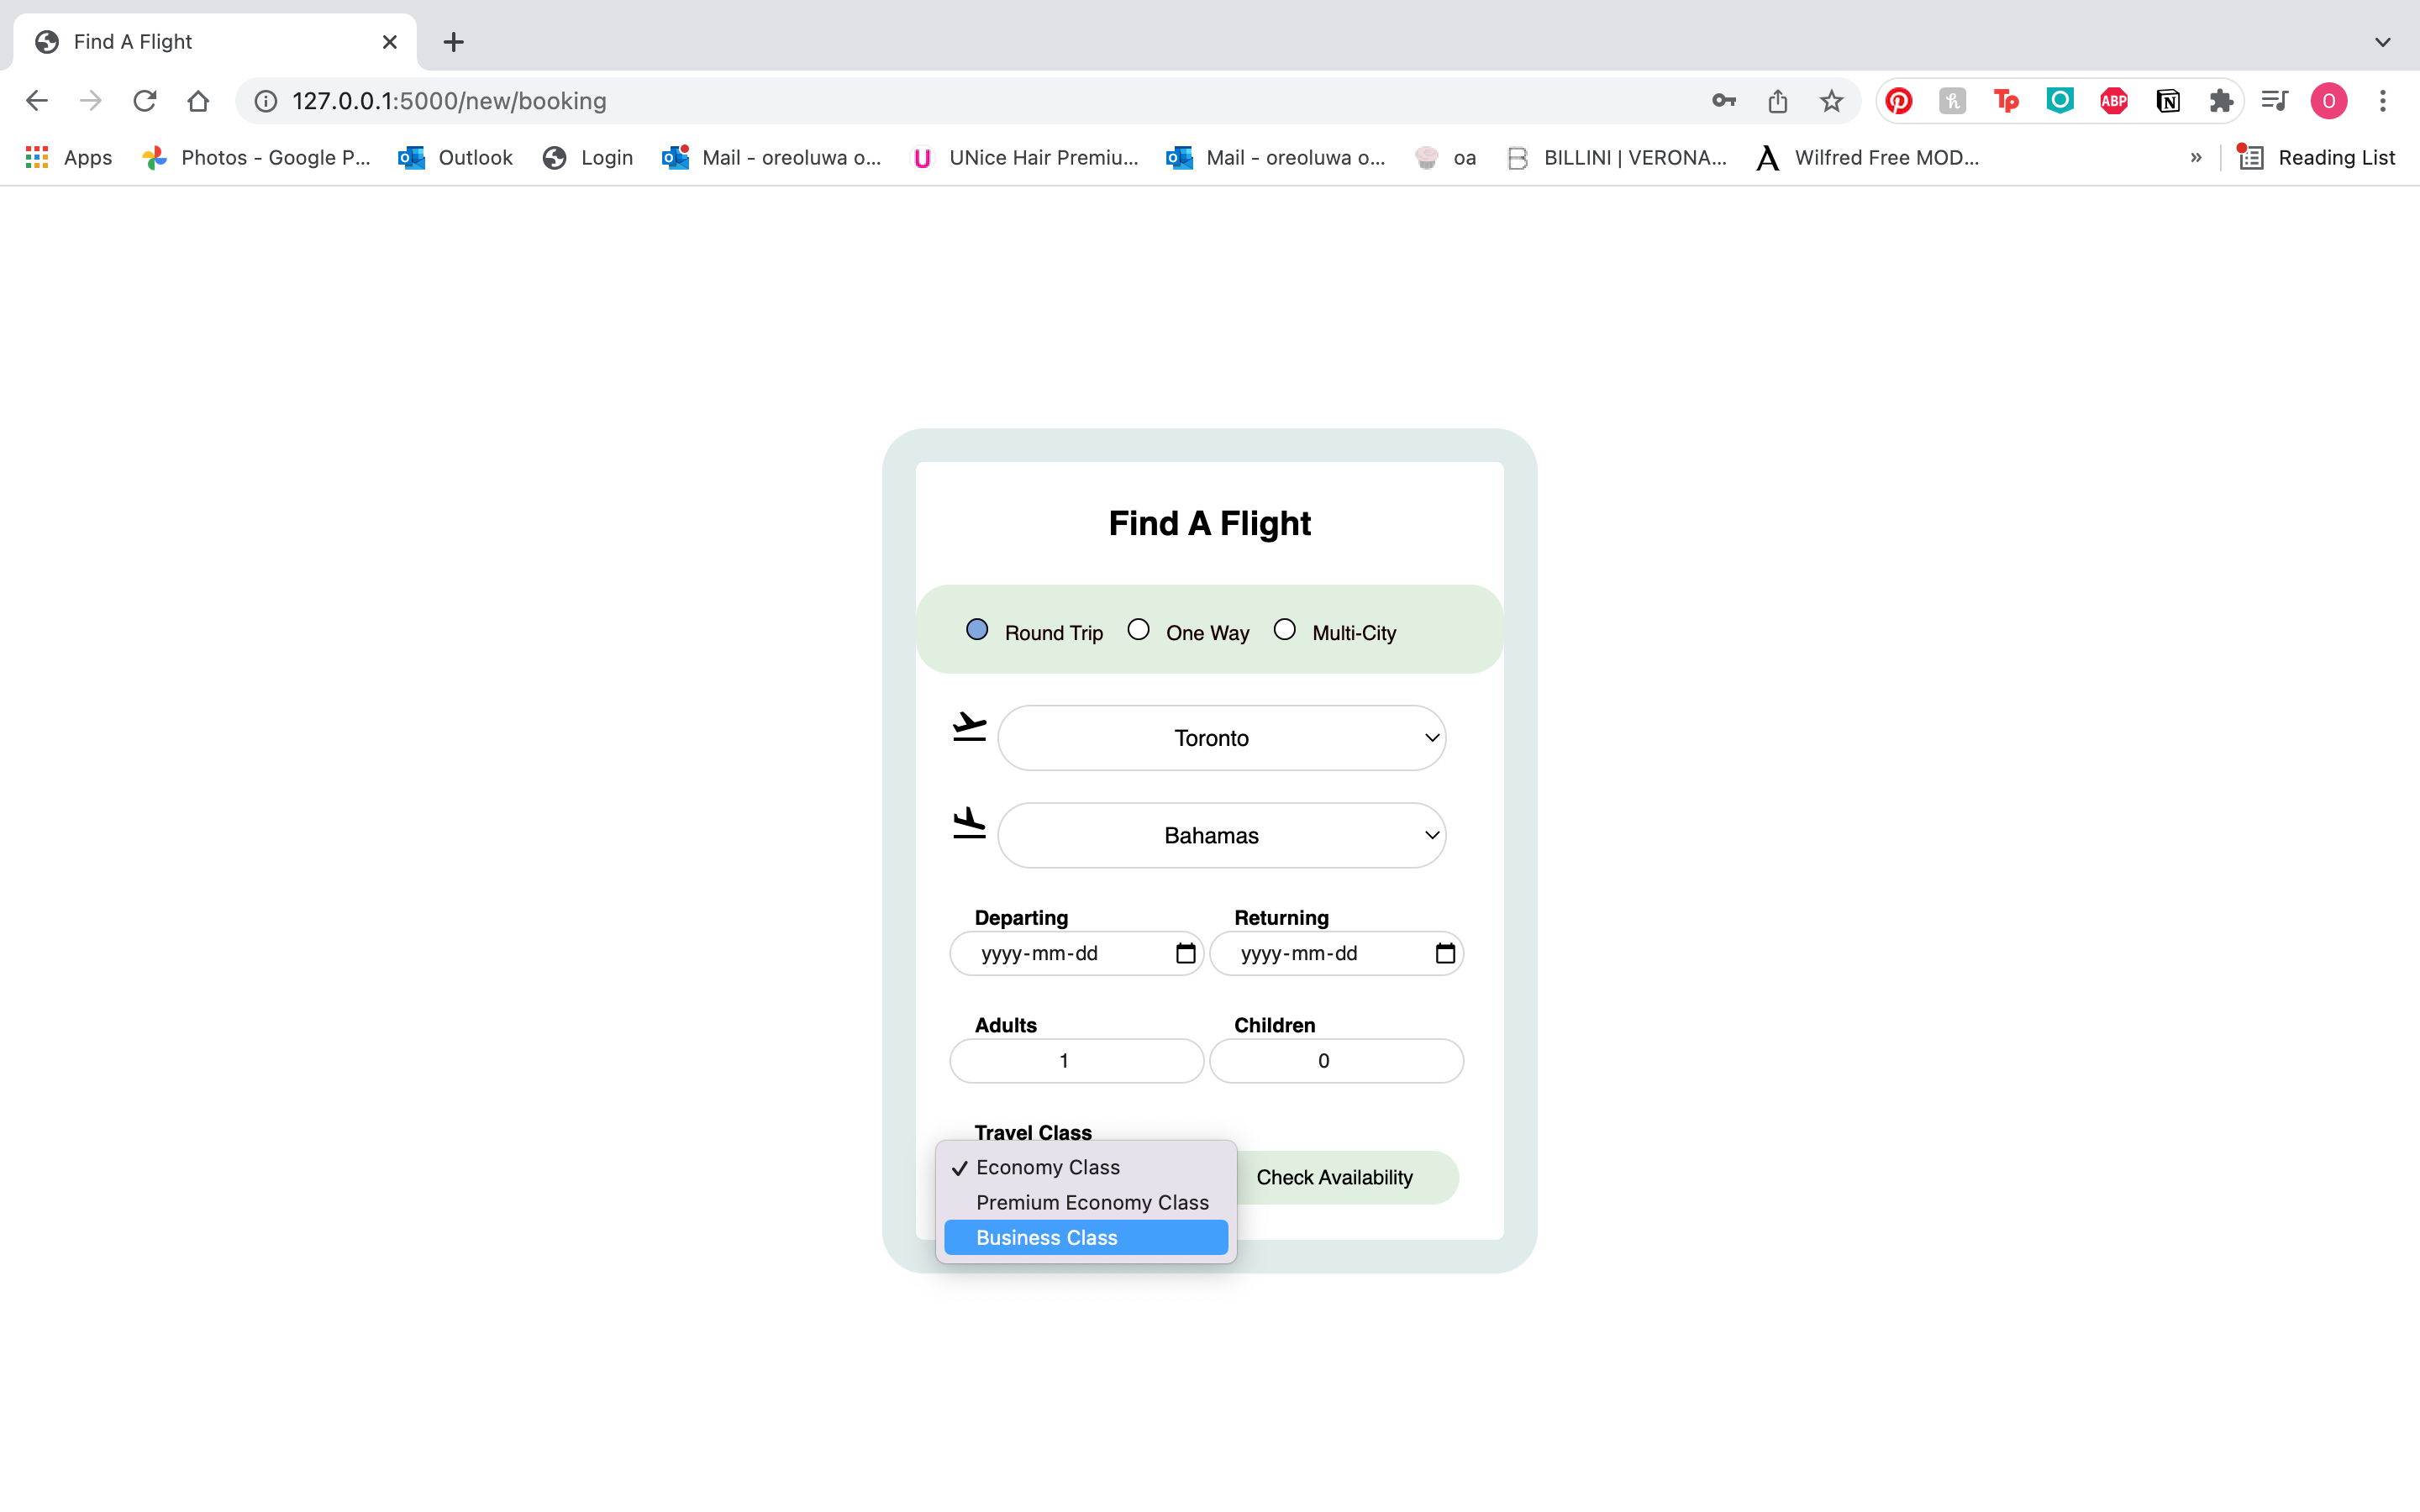 Find A Flight
127.0.0.1:5000/new/booking
ABP
O
Apps Photos - Google P... Outlook Login Mail - oreoluwa o... UNice Hair Premiu... Mail - oreoluwa o... oa BILLINI | VERONA... Wilfred Free MOD... » Reading List
Find A Flight
Round Trip One Way Multi-City
Toronto
Bahamas
Departing Returning
yyyy-mm-dd yyyy-mm-dd
Adults Children
1 0
Travel Class
✓ Economy Class
Check Availability
Premium Economy Class
Business Class